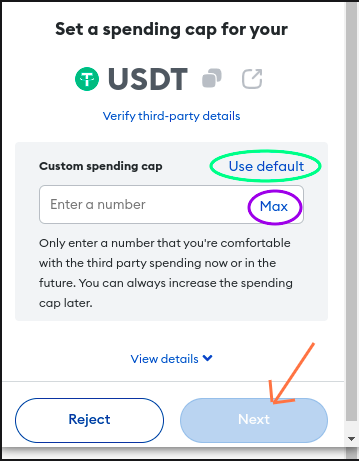 Set a spending cap for your
USDT
Verify third-party details
Custom spending cap
Use default
Enter a number
Max
Only enter a number that you're comfortable
with the third party spending now or in the
future. You can always increase the spending
cap later.
View details
Reject
Next